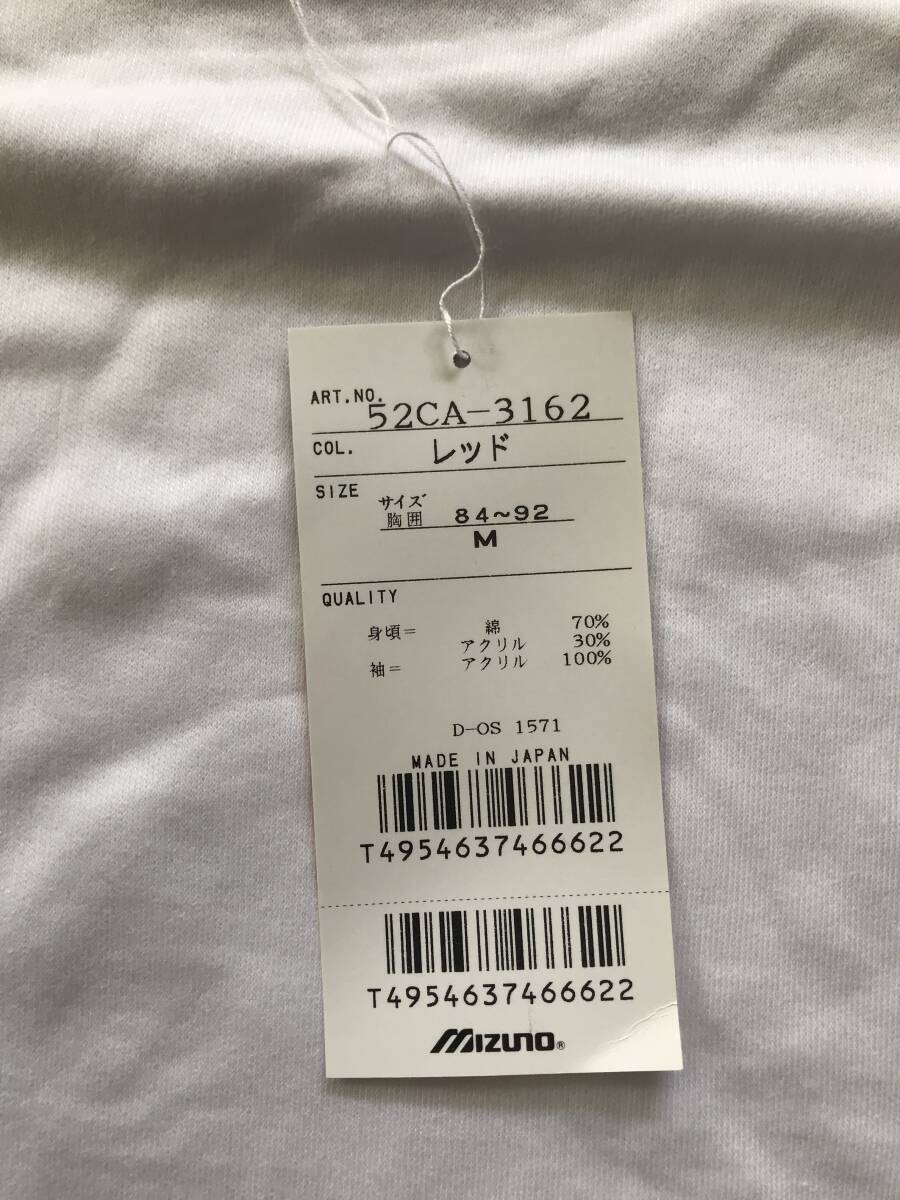 ART.NO. 52CA-3162
COL. レッド
SIZE サイズ
胸囲 84~92
M
QUALITY
身頃= 綿 70%
アクリル 30%
袖= アクリル 100%
D-OS 1571
MADE IN JAPAN
T4954637466622
T4954637466622
MIZUNO®